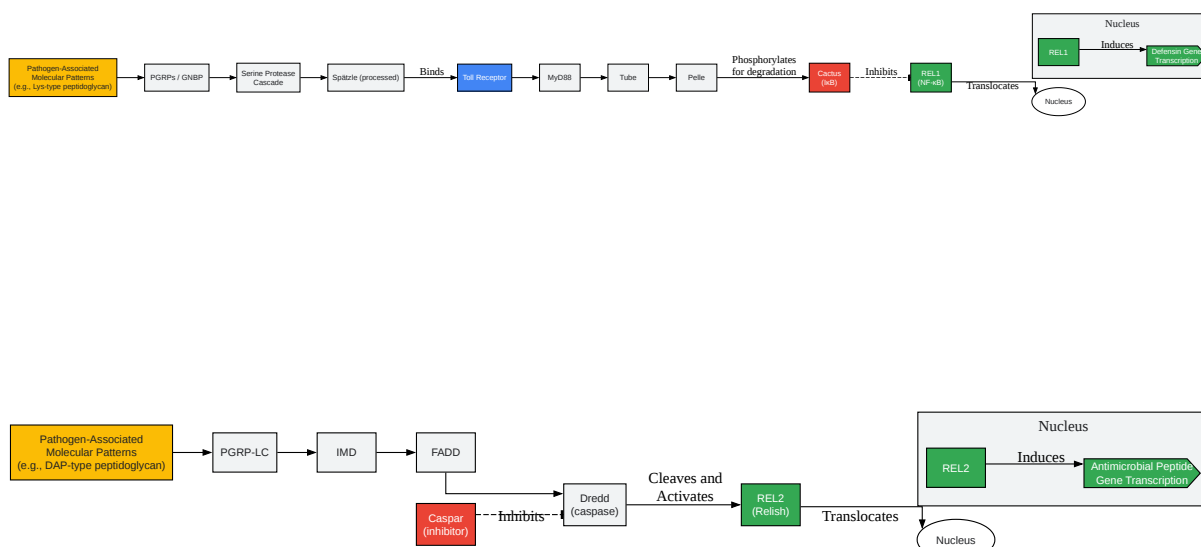 Nucleus
REL1
Induces
Defensin Gene
Transcription
Pathogen-Associated
Molecular Patterns
(e.g., Lys-type peptidoglycan)
PGRPs / GNBP
Serine Protease
Cascade
Spätzle (processed)
Binds
Toll Receptor
MyD88
Tube
Pelle
Phosphorylates
for degradation
Cactus
(IκB)
Inhibits
REL1
(NF-κB)
Translocates
Nucleus
Pathogen-Associated
Molecular Patterns
(e.g., DAP-type peptidoglycan)
PGRP-LC
IMD
FADD
Caspar
(inhibitor)
Inhibits
Dredd
(caspase)
Cleaves and
Activates
REL2
(Relish)
Translocates
Nucleus
REL2
Induces
Antimicrobial Peptide
Gene Transcription
Nucleus